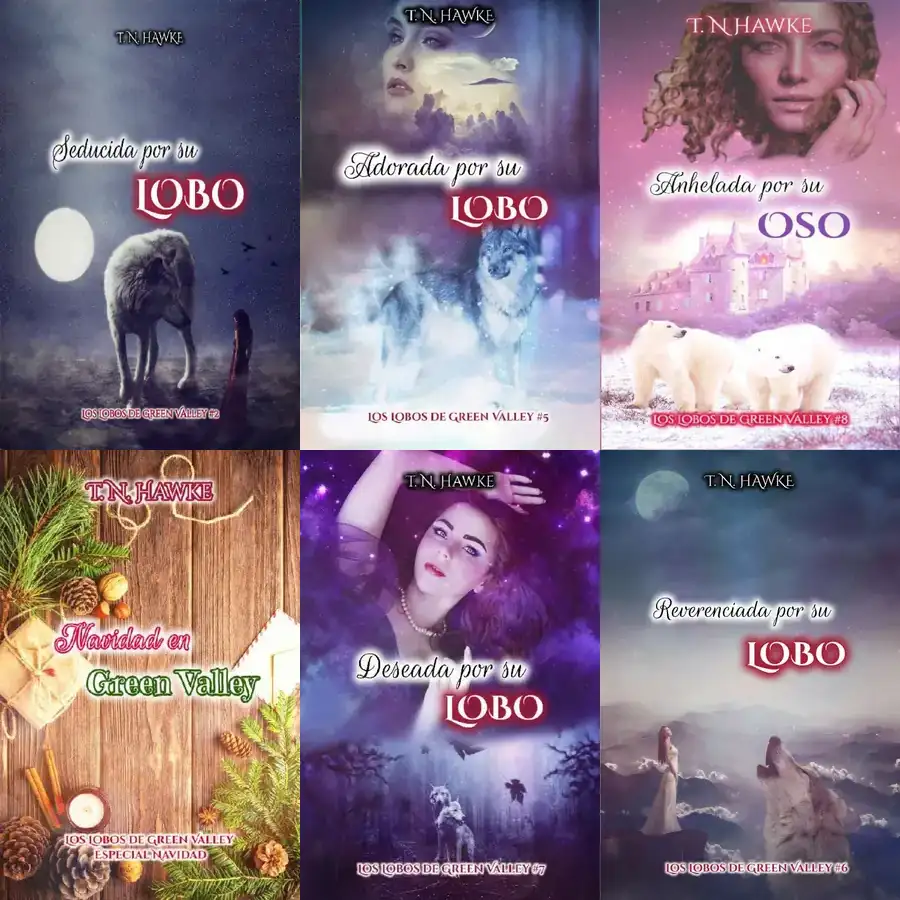 T. N. HAWKE
Seducida por su
LOBO
LOS LOBOS DE GREEN VALLEY #2
T. N. HAWKE
Adorada por su
LOBO
LOS LOBOS DE GREEN VALLEY #5
T. N HAWKE
Anhelada por su
OSO
LOS LOBOS DE GREEN VALLEY #8
T. N. HAWKE
Navidad en
Green Valley
LOS LOBOS DE GREEN VALLEY
ESPECIAL NAVIDAD
T. N. HAWKE
Deseada por su
LOBO
LOS LOBOS DE GREEN VALLEY #7
T. N. HAWKE
Reverenciada por su
LOBO
LOS LOBOS DE GREEN VALLEY #6